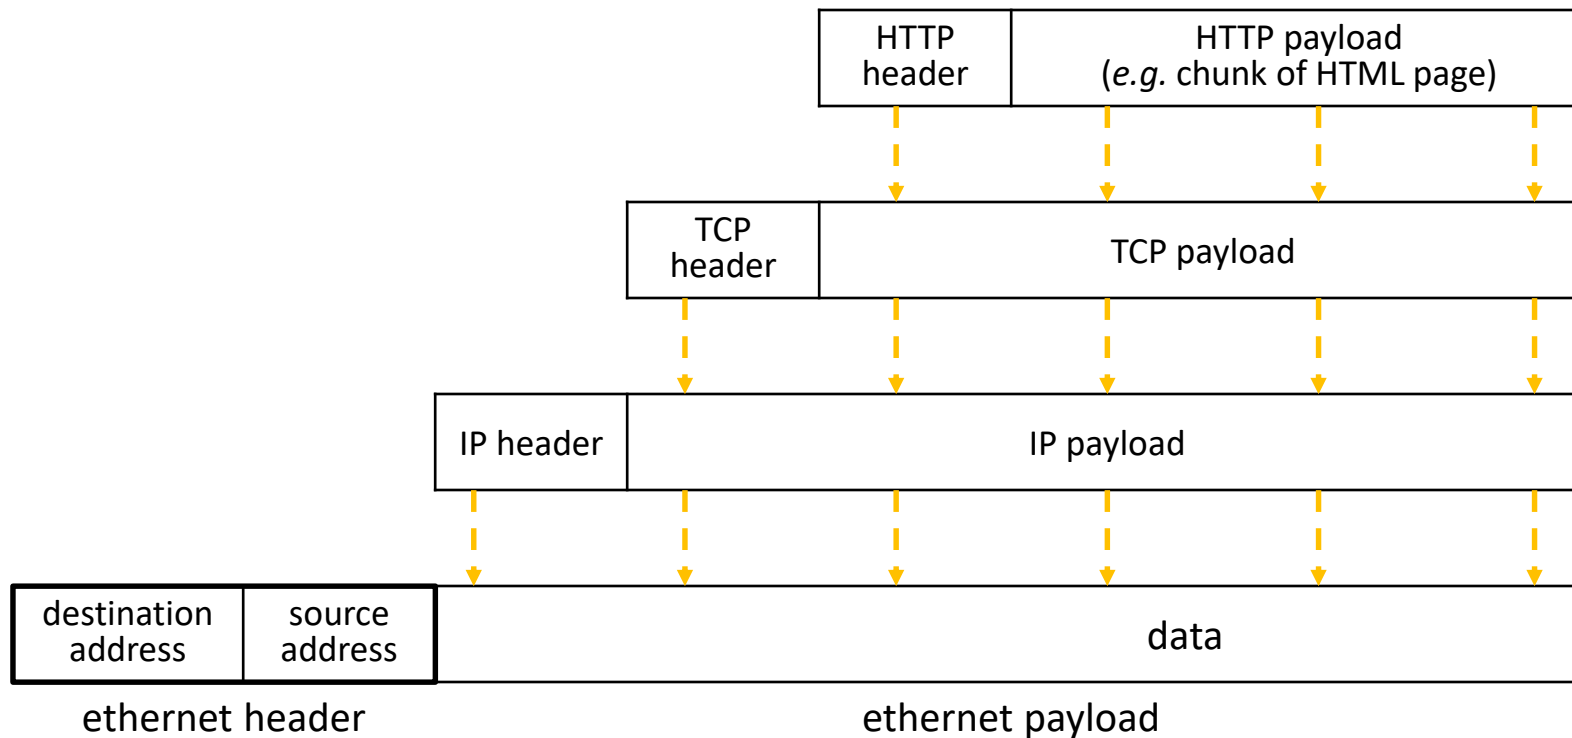 HTTP
header
HTTP payload
(e.g. chunk of HTML page)
TCP
header
TCP payload
IP header
IP payload
destination
address
source
address
data
ethernet header
ethernet payload